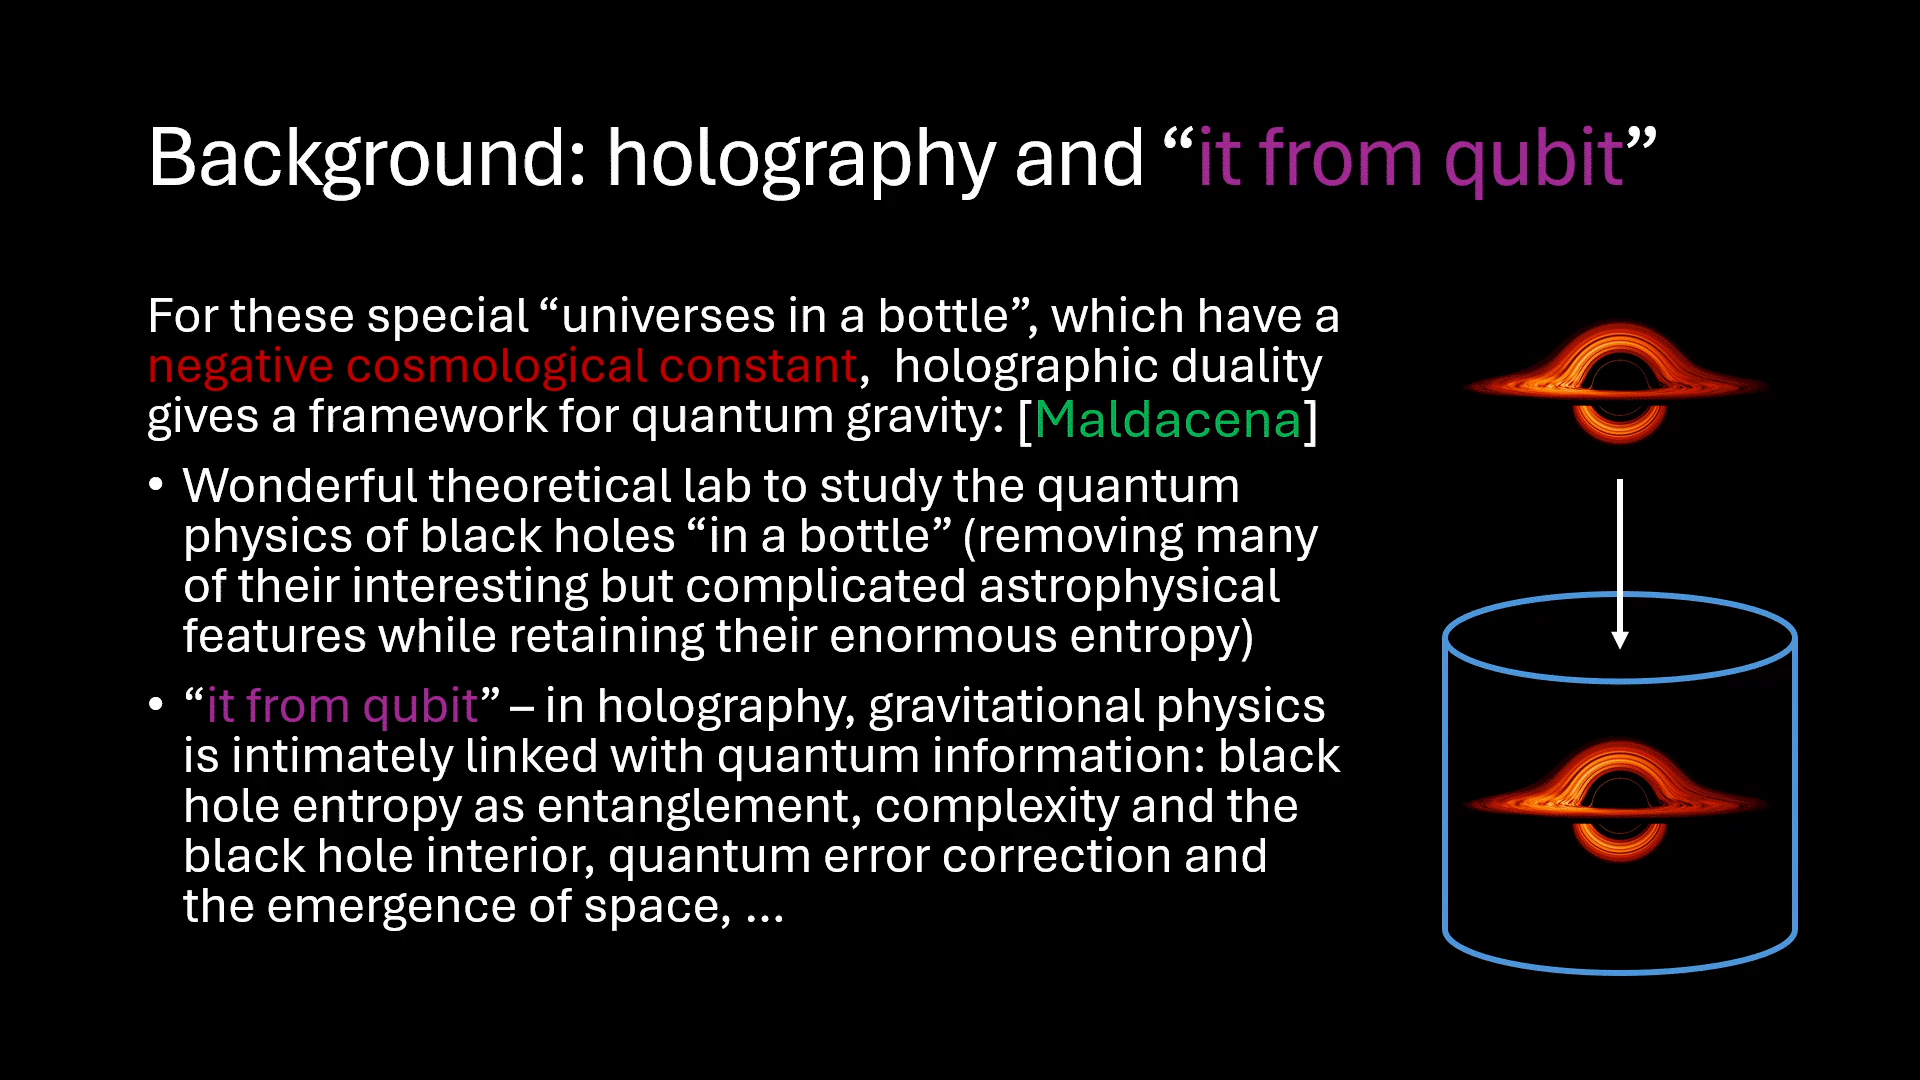 Background: holography and “it from qubit”
For these special “universes in a bottle”, which have a
negative cosmological constant,  holographic duality
gives a framework for quantum gravity: [Maldacena]
• Wonderful theoretical lab to study the quantum
physics of black holes “in a bottle” (removing many
of their interesting but complicated astrophysical
features while retaining their enormous entropy)
• “it from qubit” – in holography, gravitational physics
is intimately linked with quantum information: black
hole entropy as entanglement, complexity and the
black hole interior, quantum error correction and
the emergence of space, ...